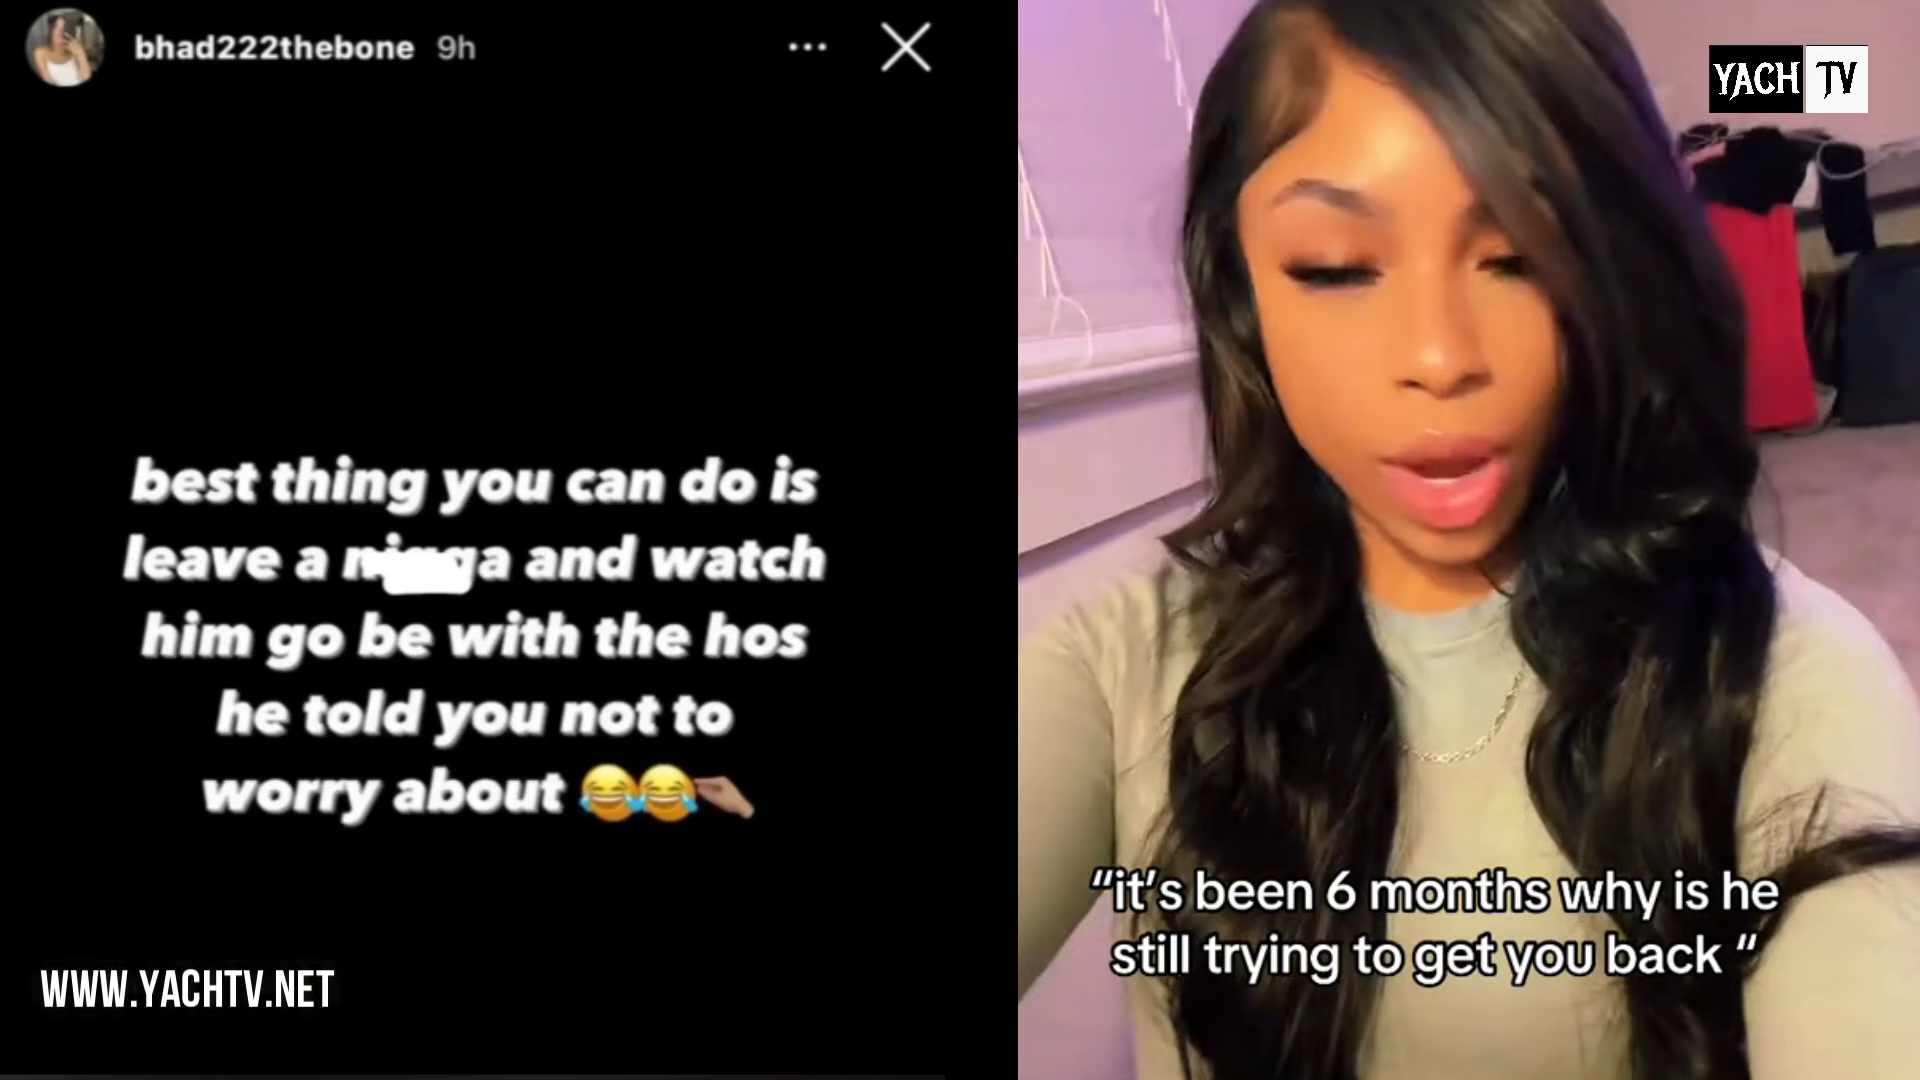 bhad222thebone 9h
best thing you can do is
leave a nigga and watch
him go be with the hos
he told you not to
worry about 😂😂🤏🏽
WWW.YACHTV.NET
YACH TV
“it’s been 6 months why is he
still trying to get you back “